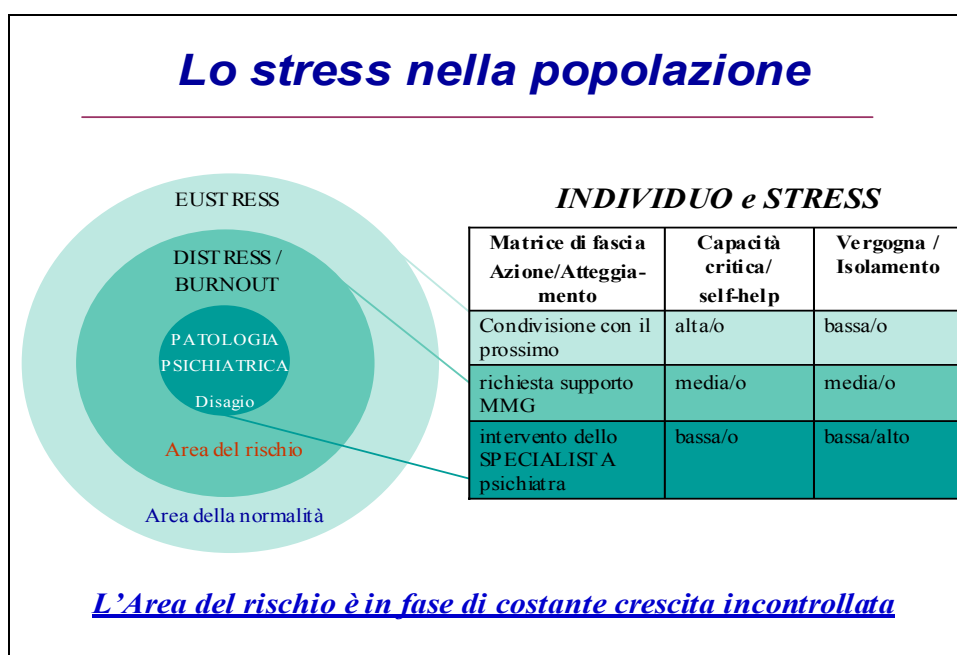 Lo stress nella popolazione
EUSTRESS
DISTRESS /
BURNOUT
PATOLOGIA
PSICHIATRICA
Disagio
Area del rischio
Area della normalità
INDIVIDUO e STRESS
Matrice di fascia
Azione/Atteggia-
mento
Capacità
critica/
self-help
Vergogna /
Isolamento
Condivisione con il
prossimo
alta/o
bassa/o
richiesta supporto
MMG
media/o
media/o
intervento dello
SPECIALISTA
psichiatra
bassa/o
bassa/alto
L'Area del rischio è in fase di costante crescita incontrollata